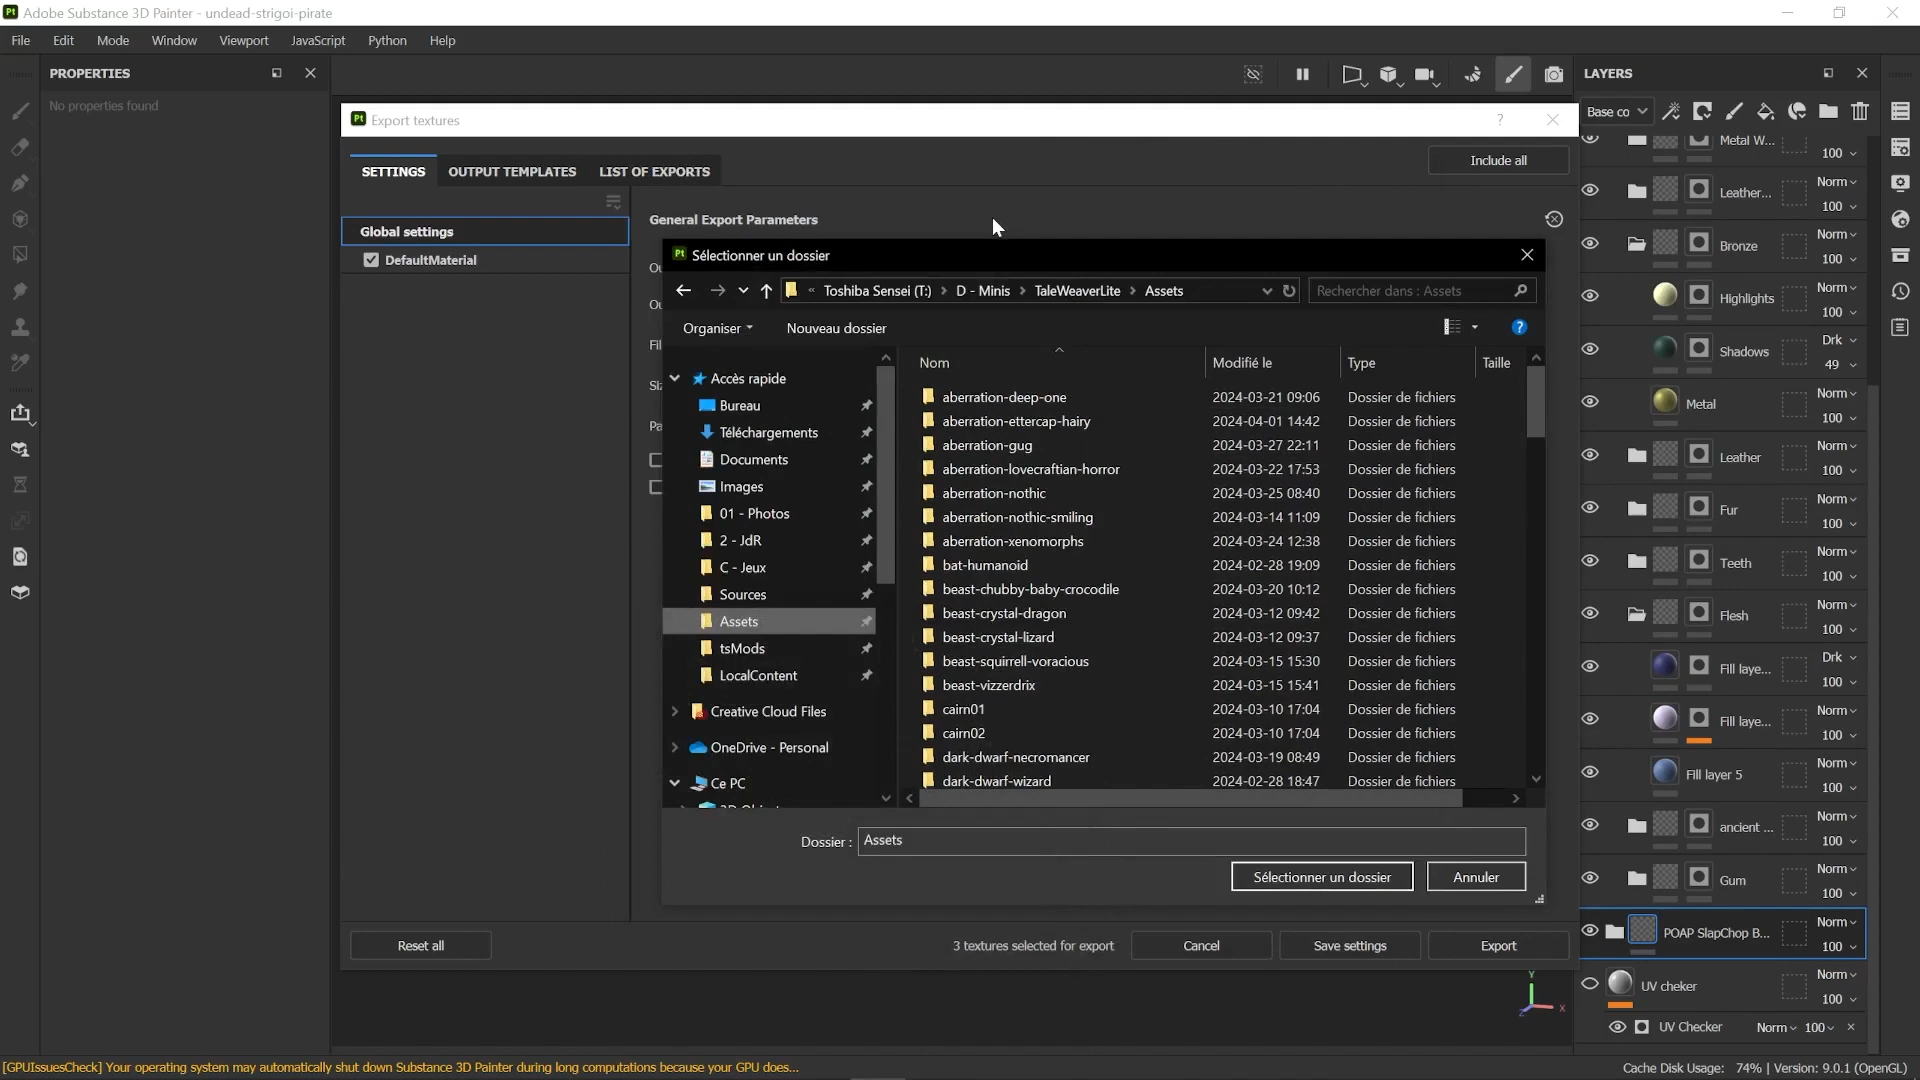 Pt Adobe Substance 3D Painter - undead-strigoi-pirate
File Edit Mode Window Viewport JavaScript Python Help
PROPERTIES
No properties found
Pt Export textures
?
SETTINGS OUTPUT TEMPLATES LIST OF EXPORTS
Include all
Global settings
DefaultMaterial
General Export Parameters
Pt Sélectionner un dossier
« Toshiba Sensei (T:) > D - Minis > TaleWeaverLite > Assets
Rechercher dans : Assets
Organiser
Nouveau dossier
?
Accès rapide
Bureau
Téléchargements
Documents
Images
01 - Photos
2 - JdR
C - Jeux
Sources
Assets
tsMods
LocalContent
Creative Cloud Files
OneDrive - Personal
Ce PC
Nom Modifié le Type Taille
aberration-deep-one 2024-03-21 09:06 Dossier de fichiers
aberration-ettercap-hairy 2024-04-01 14:42 Dossier de fichiers
aberration-gug 2024-03-27 22:11 Dossier de fichiers
aberration-lovecraftian-horror 2024-03-22 17:53 Dossier de fichiers
aberration-nothic 2024-03-25 08:40 Dossier de fichiers
aberration-nothic-smiling 2024-03-14 11:09 Dossier de fichiers
aberration-xenomorphs 2024-03-24 12:38 Dossier de fichiers
bat-humanoid 2024-02-28 19:09 Dossier de fichiers
beast-chubby-baby-crocodile 2024-03-20 10:12 Dossier de fichiers
beast-crystal-dragon 2024-03-12 09:42 Dossier de fichiers
beast-crystal-lizard 2024-03-12 09:37 Dossier de fichiers
beast-squirrell-voracious 2024-03-15 15:30 Dossier de fichiers
beast-vizzerdrix 2024-03-15 15:41 Dossier de fichiers
cairn01 2024-03-10 17:04 Dossier de fichiers
cairn02 2024-03-10 17:04 Dossier de fichiers
dark-dwarf-necromancer 2024-03-19 08:49 Dossier de fichiers
dark-dwarf-wizard 2024-02-28 18:47 Dossier de fichiers
Dossier : Assets
Sélectionner un dossier Annuler
Reset all
3 textures selected for export
Cancel Save settings Export
Y
X
Z
LAYERS
Base co
Metal W...
100
Leather... Norm
100
Bronze Norm
100
Highlights Norm
100
Shadows Drk
49
Metal Norm
100
Leather Norm
100
Fur Norm
100
Teeth Norm
100
Flesh Norm
100
Fill laye... Drk
100
Fill laye... Norm
100
Fill layer 5 Norm
100
ancient ... Norm
100
Gum Norm
100
POAP SlapChop B... Norm
100
UV cheker Norm
100
UV Checker Norm 100
[GPUIssuesCheck] Your operating system may automatically shut down Substance 3D Painter during long computations because your GPU does...
Cache Disk Usage: 74% | Version: 9.0.1 (OpenGL)